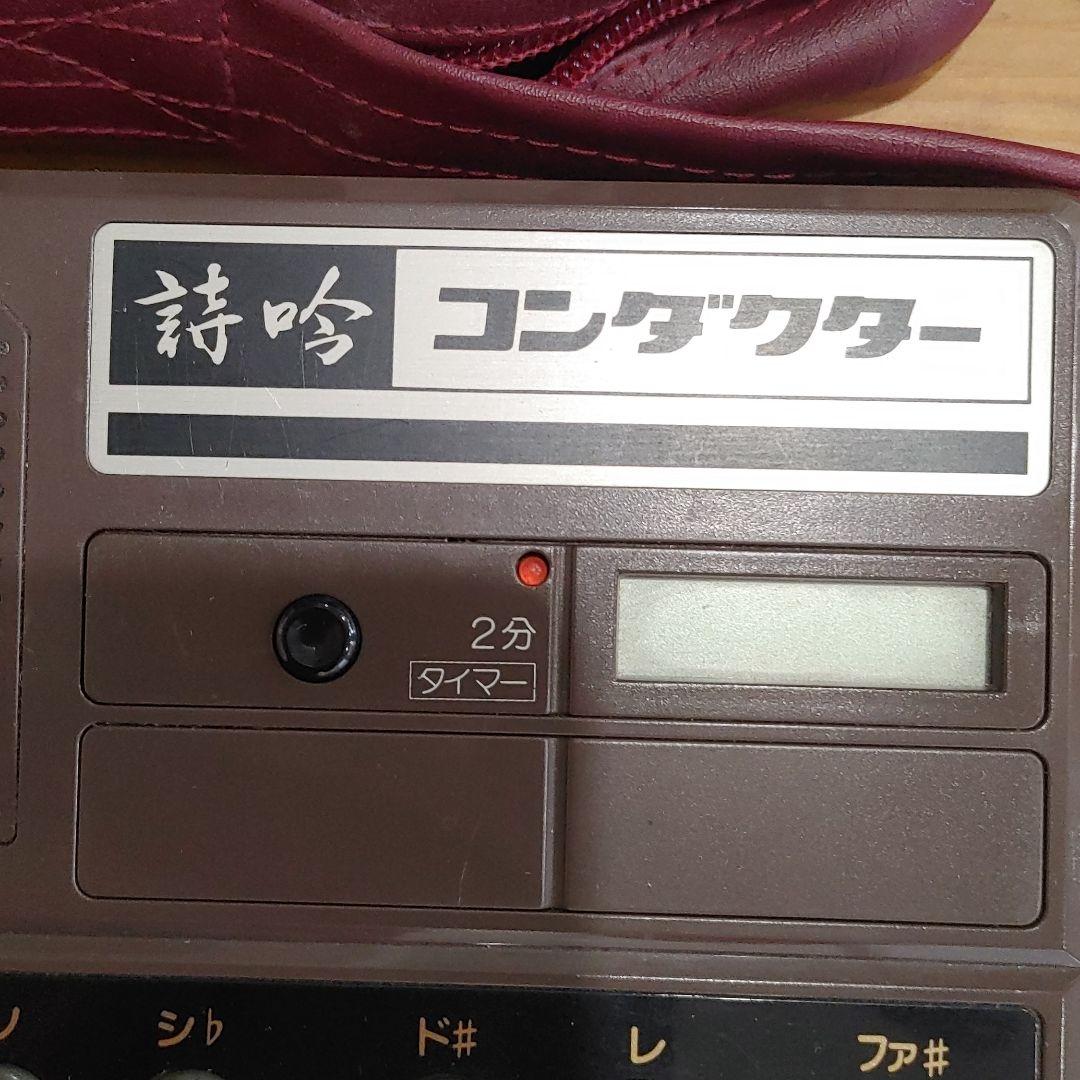 詩吟 コンダクター
2分
タイマー
シ♭ ド♯ レ ファ♯